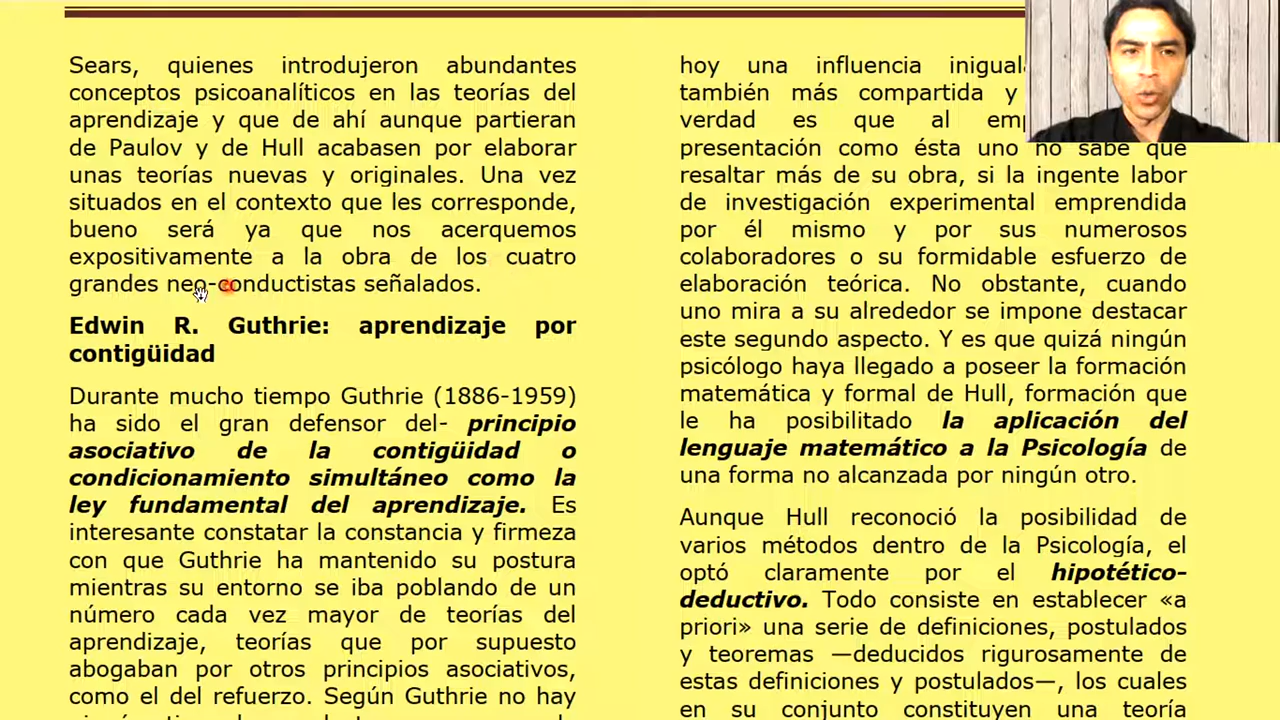 Sears, quienes introdujeron abundantes
conceptos psicoanalíticos en las teorías del
aprendizaje y que de ahí aunque partieran
de Paulov y de Hull acabasen por elaborar
unas teorías nuevas y originales. Una vez
situados en el contexto que les corresponde,
bueno será ya que nos acerquemos
expositivamente a la obra de los cuatro
grandes neo-conductistas señalados.
Edwin R. Guthrie: aprendizaje por
contigüidad
Durante mucho tiempo Guthrie (1886-1959)
ha sido el gran defensor del- principio
asociativo de la contigüidad o
condicionamiento simultáneo como la
ley fundamental del aprendizaje. Es
interesante constatar la constancia y firmeza
con que Guthrie ha mantenido su postura
mientras su entorno se iba poblando de un
número cada vez mayor de teorías del
aprendizaje, teorías que por supuesto
abogaban por otros principios asociativos,
como el del refuerzo. Según Guthrie no hay
hoy una influencia
también más compartida y
verdad es que al
presentación como ésta uno no sabe que
resaltar más de su obra, si la ingente labor
de investigación experimental emprendida
por él mismo y por sus numerosos
colaboradores o su formidable esfuerzo de
elaboración teórica. No obstante, cuando
uno mira a su alrededor se impone destacar
este segundo aspecto. Y es que quizá ningún
psicólogo haya llegado a poseer la formación
matemática y formal de Hull, formación que
le ha posibilitado la aplicación del
lenguaje matemático a la Psicología de
una forma no alcanzada por ningún otro.
Aunque Hull reconoció la posibilidad de
varios métodos dentro de la Psicología, el
optó claramente por el hipotético-
deductivo. Todo consiste en establecer «a
priori» una serie de definiciones, postulados
y teoremas —deducidos rigurosamente de
estas definiciones y postulados—, los cuales
en su conjunto constituyen una teoría